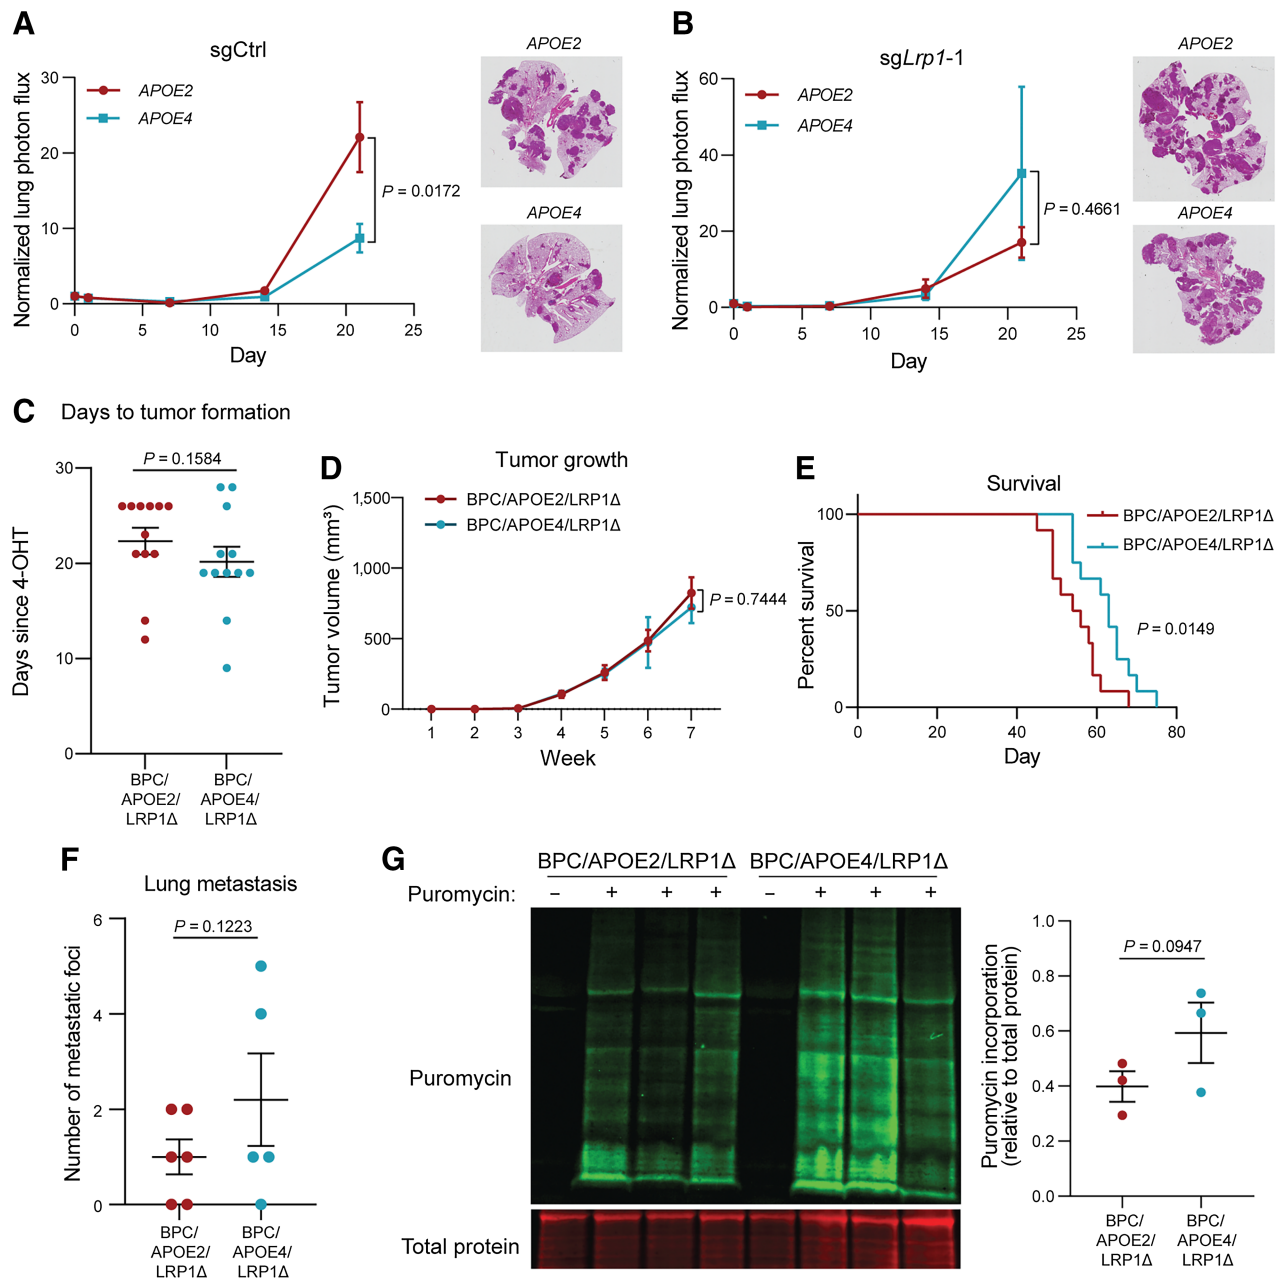 A
sgCtrl
Normalized lung photon flux
30
20
10
0
0
5
10
15
20
25
Day
APOE2
APOE4
P = 0.0172
APOE2
APOE4
B
sgLrp1-1
Normalized lung photon flux
60
40
20
0
0
5
10
15
20
25
Day
APOE2
APOE4
P = 0.4661
APOE2
APOE4
C
Days to tumor formation
P = 0.1584
Days since 4-OHT
30
20
10
0
BPC/
APOE2/
LRP1Δ
BPC/
APOE4/
LRP1Δ
D
Tumor growth
BPC/APOE2/LRP1Δ
BPC/APOE4/LRP1Δ
Tumor volume (mm³)
1,500
1,000
500
0
1
2
3
4
5
6
7
Week
P = 0.7444
E
Survival
BPC/APOE2/LRP1Δ
BPC/APOE4/LRP1Δ
Percent survival
100
50
0
0
20
40
60
80
Day
P = 0.0149
F
Lung metastasis
P = 0.1223
Number of metastatic foci
6
4
2
0
BPC/
APOE2/
LRP1Δ
BPC/
APOE4/
LRP1Δ
G
BPC/APOE2/LRP1Δ BPC/APOE4/LRP1Δ
Puromycin: – + + + – + + +
Puromycin
Total protein
Puromycin incorporation
(relative to total protein)
1.0
0.8
0.6
0.4
0.2
0.0
P = 0.0947
BPC/
APOE2/
LRP1Δ
BPC/
APOE4/
LRP1Δ